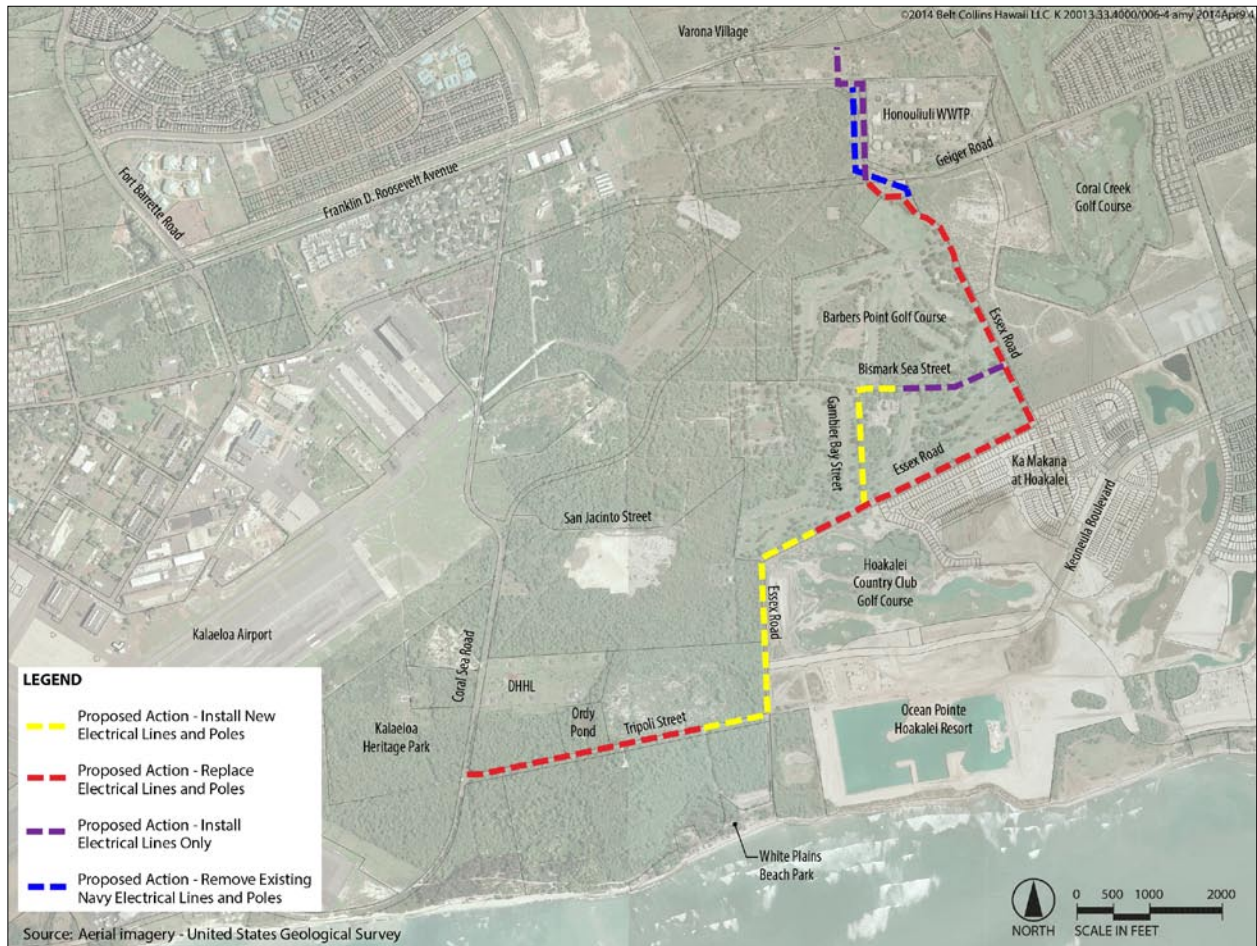 ©2014 Belt Collins Hawaii LLC K 20013.33.4000/006-4 amy 2014Apr9.4
Varona Village
Honouliuli WWTP
Geiger Road
Coral Creek
Golf Course
Fort Barrette Road
Franklin D. Roosevelt Avenue
Barbers Point Golf Course
Essex Road
Bismark Sea Street
Gambier Bay Street
Essex Road
Ka Makana
at Hoakalei
Keoneula Boulevard
San Jacinto Street
Hoakalei
Country Club
Golf Course
Essex Road
Kalaeloa Airport
Coral Sea Road
DHHL
Ordy
Pond
Tripoli Street
Kalaeloa
Heritage Park
Ocean Pointe
Hoakalei Resort
White Plains
Beach Park
LEGEND
Proposed Action - Install New
Electrical Lines and Poles
Proposed Action - Replace
Electrical Lines and Poles
Proposed Action - Install
Electrical Lines Only
Proposed Action - Remove Existing
Navy Electrical Lines and Poles
NORTH
0 500 1000 2000
SCALE IN FEET
Source: Aerial imagery - United States Geological Survey